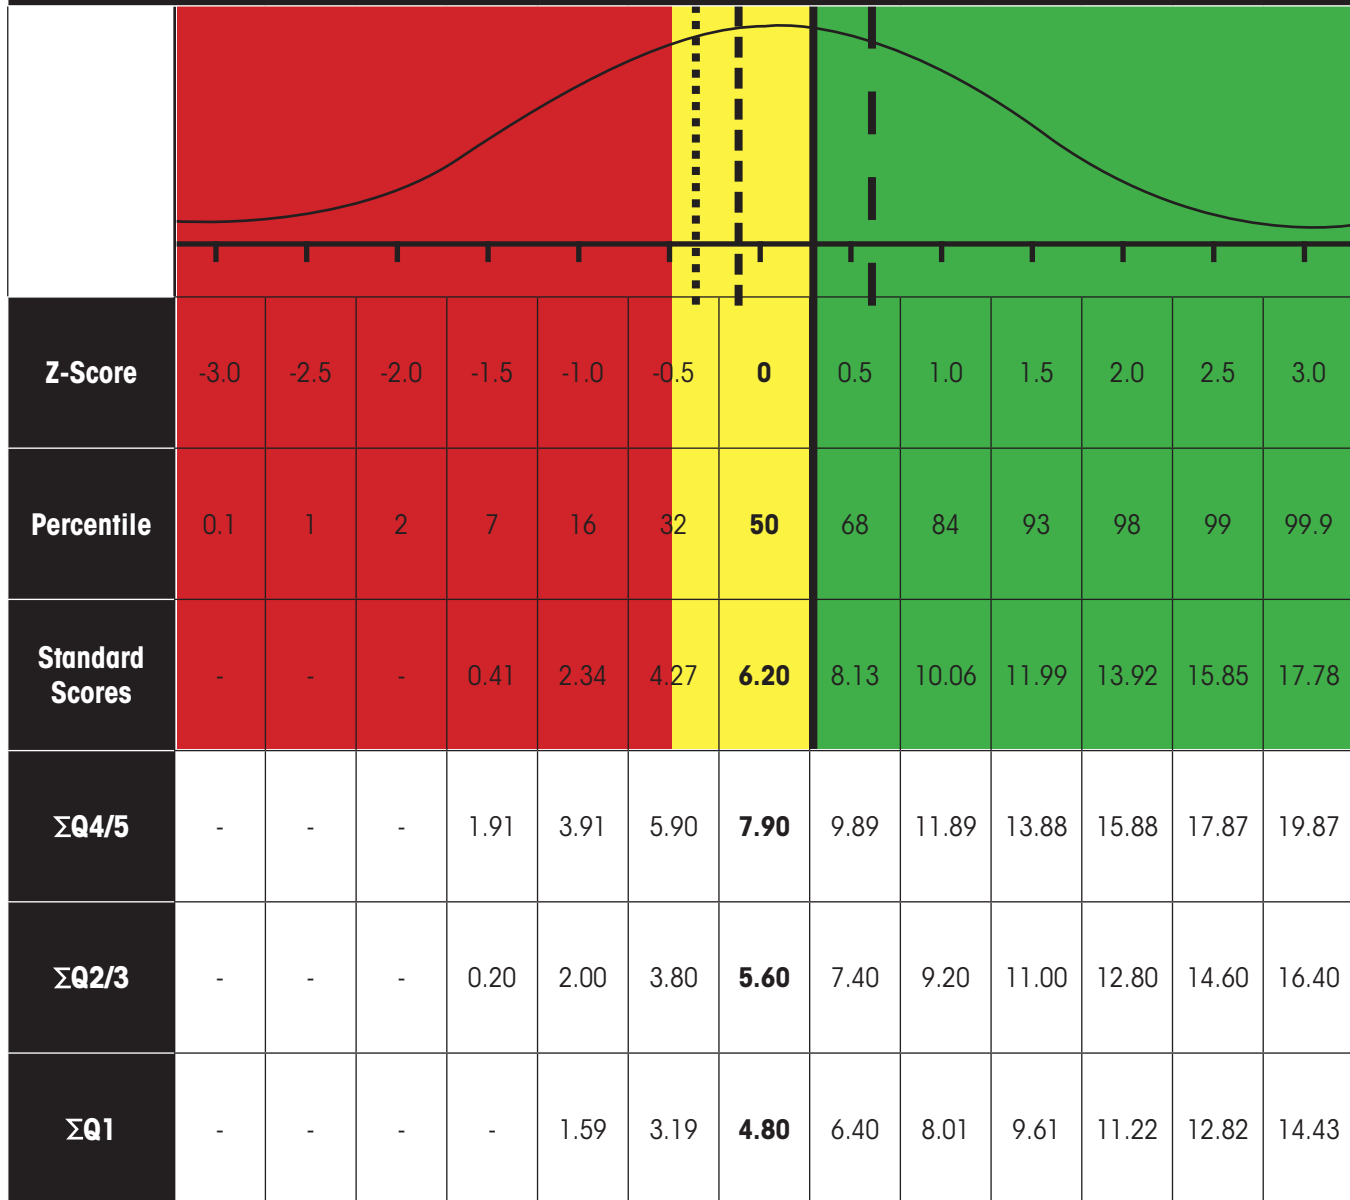 Z-Score -3.0 -2.5 -2.0 -1.5 -1.0 -0.5 0 0.5 1.0 1.5 2.0 2.5 3.0
Percentile 0.1 1 2 7 16 32 50 68 84 93 98 99 99.9
Standard
Scores - - - 0.41 2.34 4.27 6.20 8.13 10.06 11.99 13.92 15.85 17.78
ΣQ4/5 - - - 1.91 3.91 5.90 7.90 9.89 11.89 13.88 15.88 17.87 19.87
ΣQ2/3 - - - 0.20 2.00 3.80 5.60 7.40 9.20 11.00 12.80 14.60 16.40
ΣQ1 - - - - 1.59 3.19 4.80 6.40 8.01 9.61 11.22 12.82 14.43